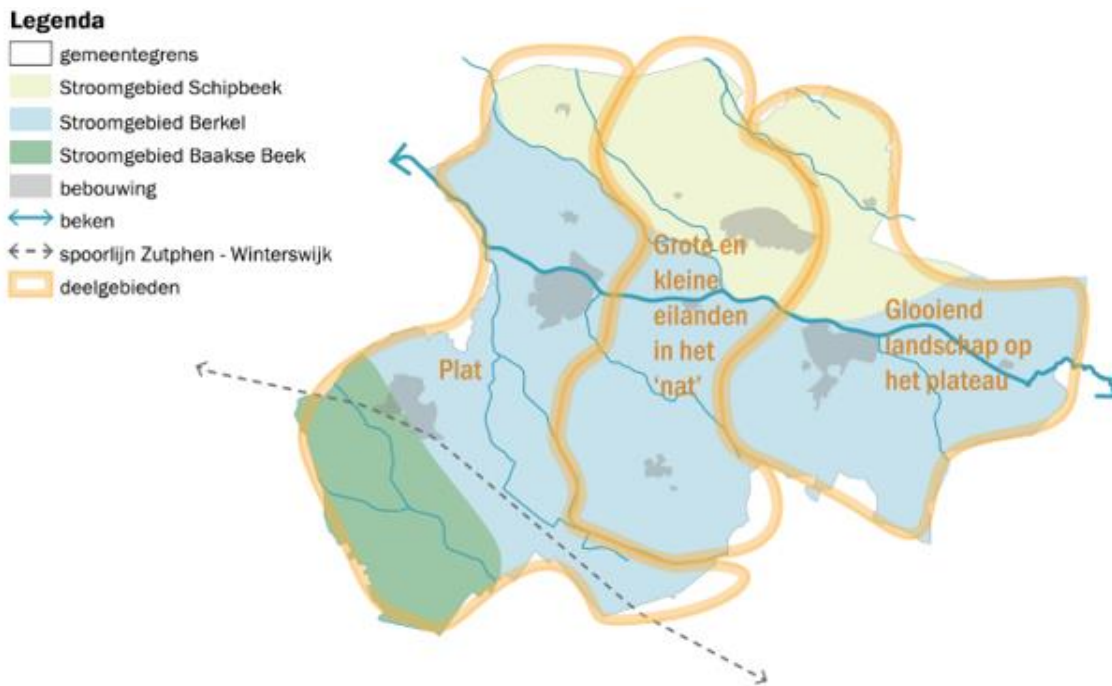 Legenda
gemeentegrens
Stroomgebied Schipbeek
Stroomgebied Berkel
Stroomgebied Baakse Beek
bebouwing
beken
spoorlijn Zutphen - Winterswijk
deelgebieden
Plat
Grote en
kleine
eilanden
in het
'nat'
Glooiend
landschap op
het plateau